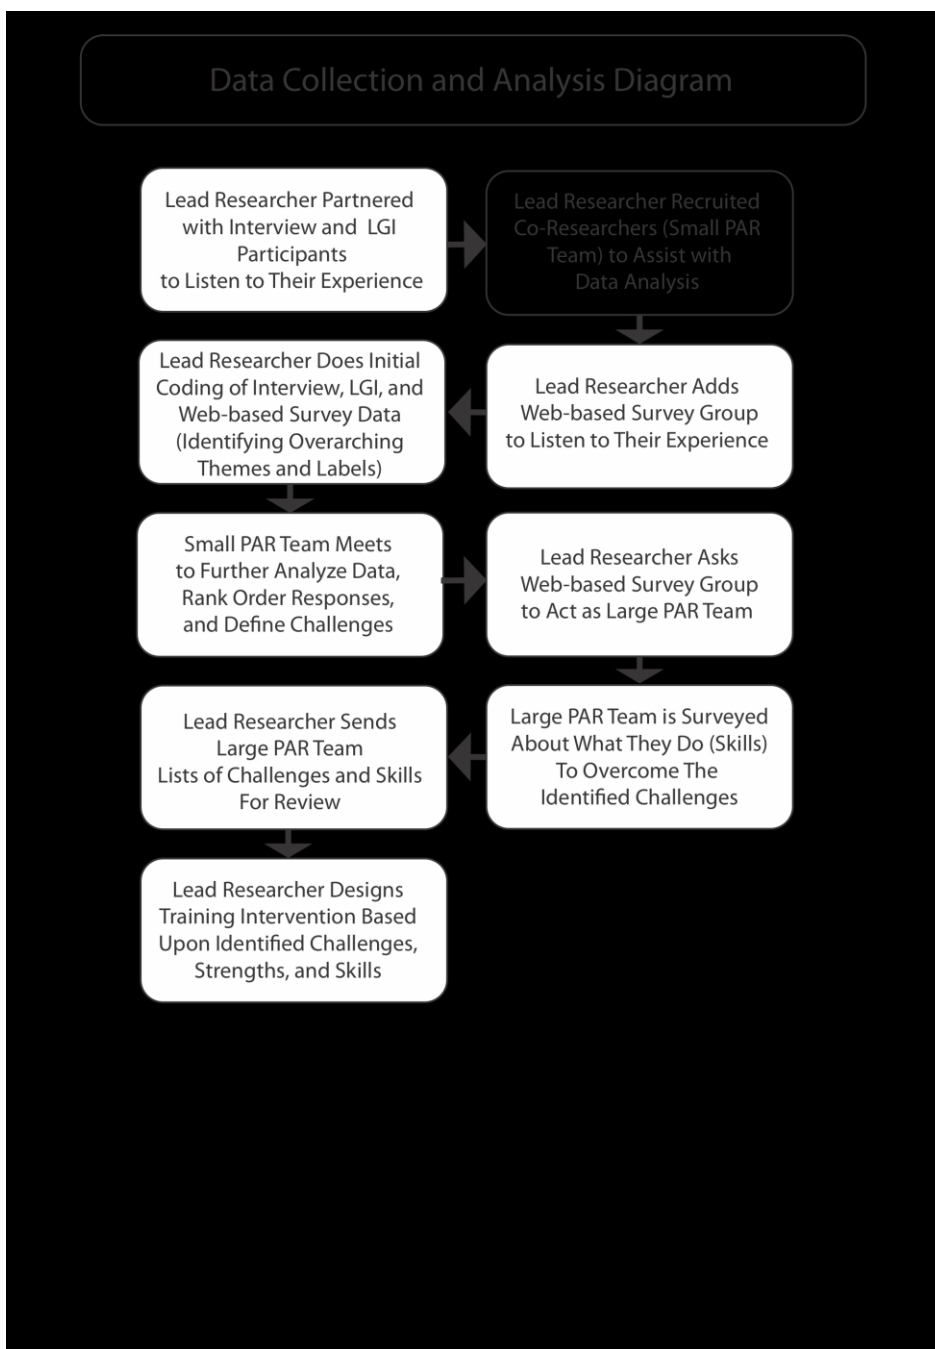 Data Collection and Analysis Diagram
Lead Researcher Partnered
with Interview and LGI
Participants
to Listen to Their Experience
Lead Researcher Recruited
Co-Researchers (Small PAR
Team) to Assist with
Data Analysis
Lead Researcher Adds
Web-based Survey Group
to Listen to Their Experience
Lead Researcher Does Initial
Coding of Interview, LGI, and
Web-based Survey Data
(Identifying Overarching
Themes and Labels)
Small PAR Team Meets
to Further Analyze Data,
Rank Order Responses,
and Define Challenges
Lead Researcher Asks
Web-based Survey Group
to Act as Large PAR Team
Large PAR Team is Surveyed
About What They Do (Skills)
To Overcome The
Identified Challenges
Lead Researcher Sends
Large PAR Team
Lists of Challenges and Skills
For Review
Lead Researcher Designs
Training Intervention Based
Upon Identified Challenges,
Strengths, and Skills